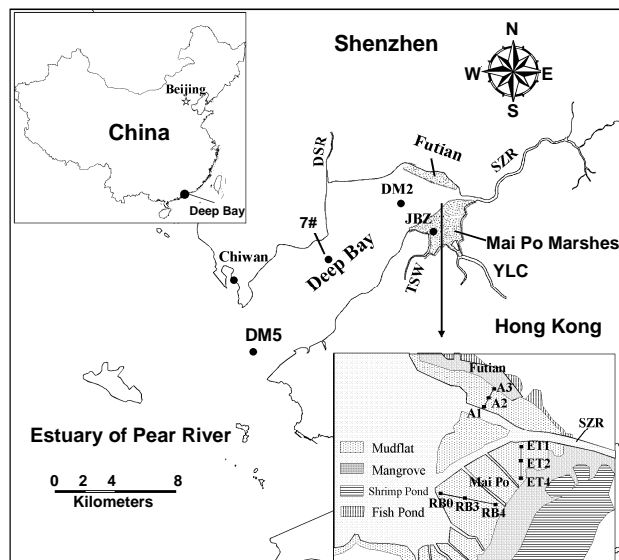 Shenzhen
N
W
E
S
Beijing
China
Deep Bay
DSR
Futian
SZR
DM2
7#
JBZ
Mai Po Marshes
Deep Bay
Chiwan
TSW
YLC
DM5
Hong Kong
Estuary of Pear River
0 2 4 8
Kilometers
Futian
A3
A2
A1
SZR
Mudflat
Mangrove
Shrimp Pond
Fish Pond
ET1
ET2
ET4
Mai Po
RB0
RB3
RB4